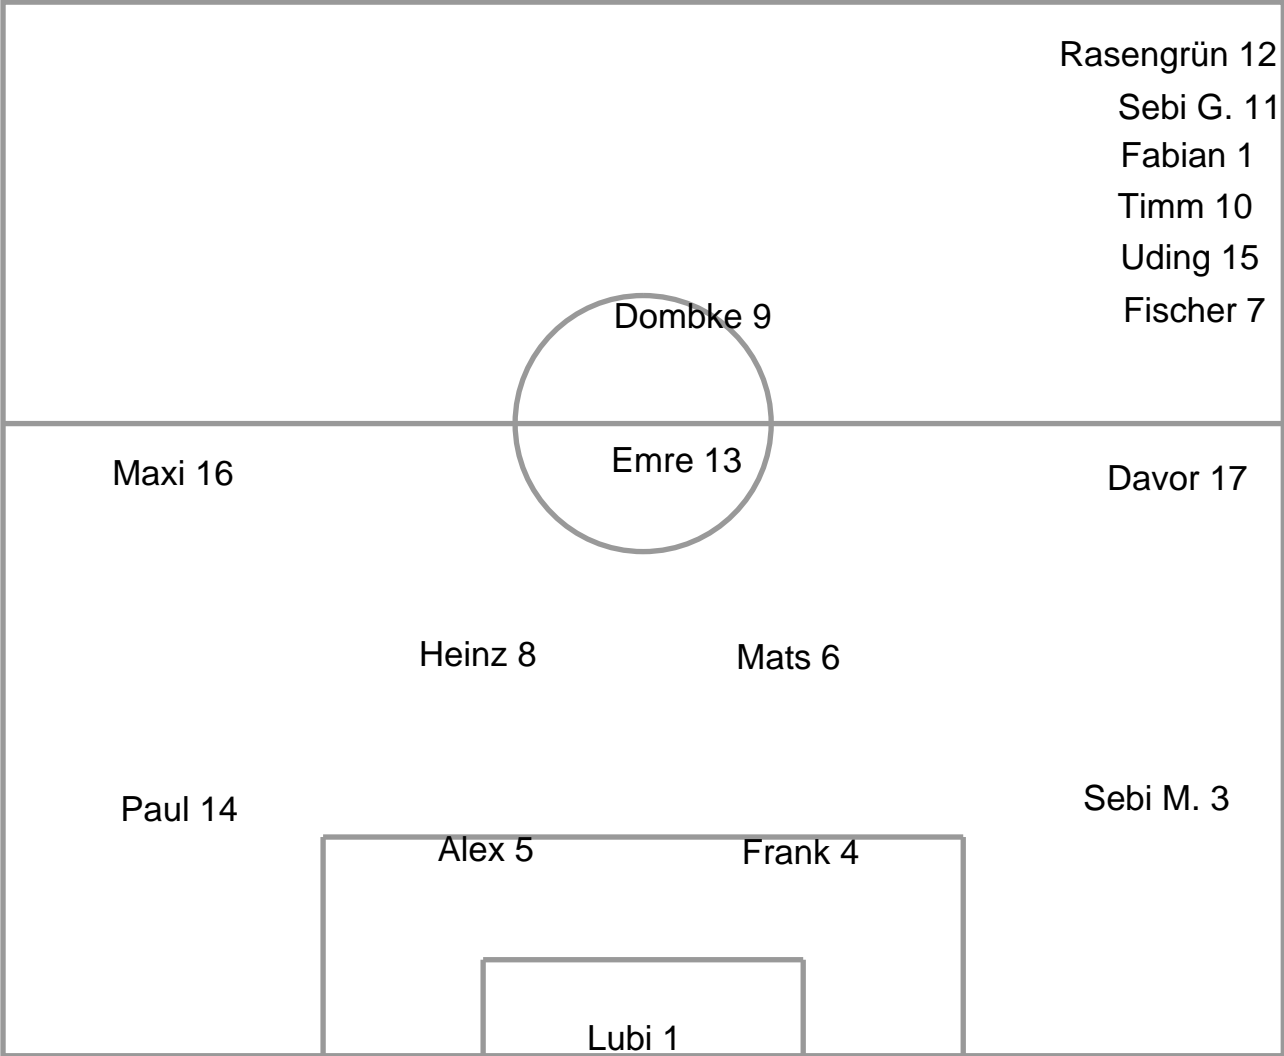 Rasengrün 12
Sebi G. 11
Fabian 1
Timm 10
Uding 15
Fischer 7
Dombke 9
Emre 13
Maxi 16
Davor 17
Heinz 8
Mats 6
Paul 14
Sebi M. 3
Alex 5
Frank 4
Lubi 1